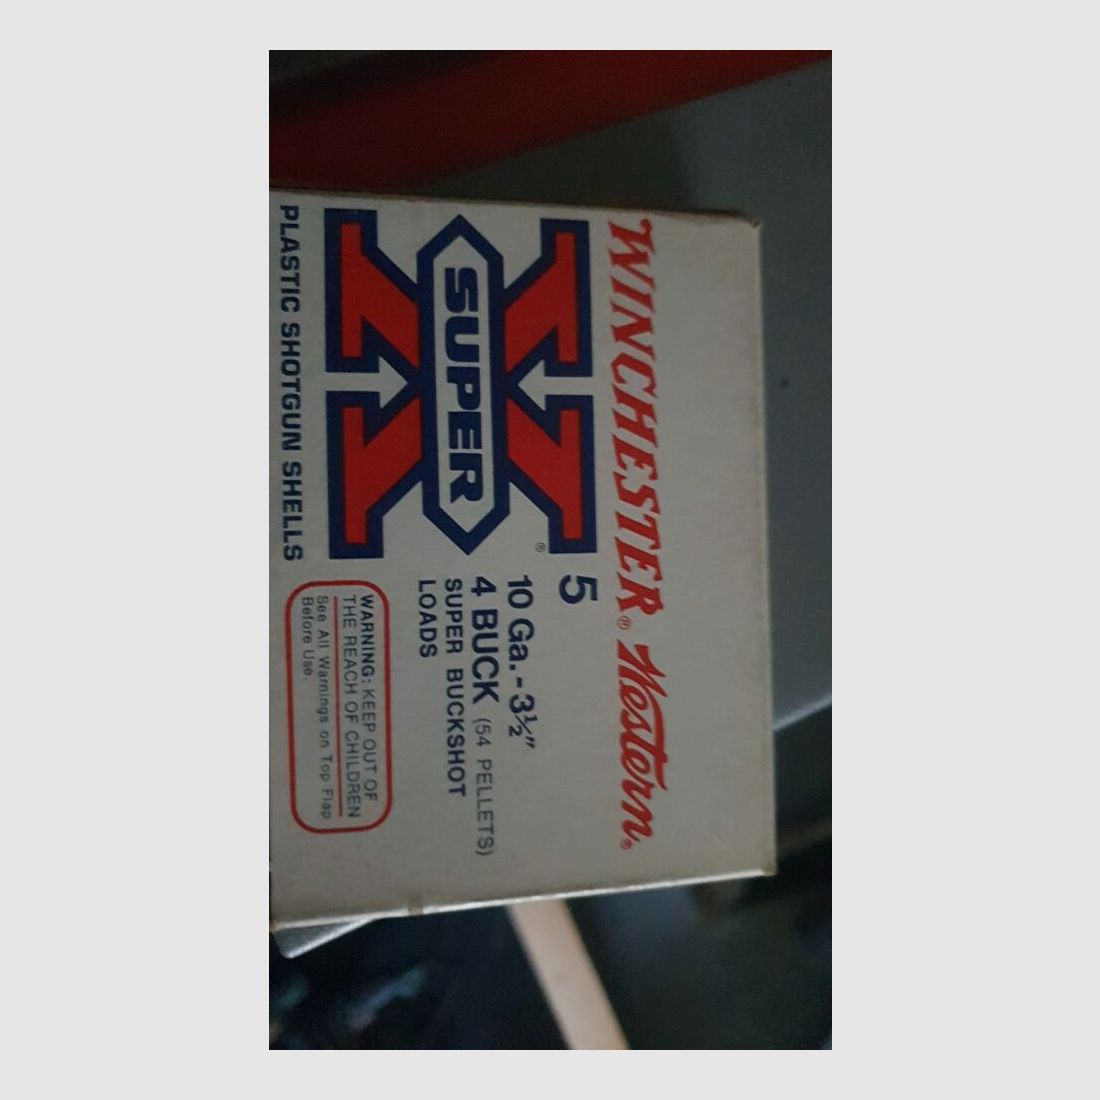 WINCHESTER® Western®
SUPER X®
PLASTIC SHOTGUN SHELLS
5
10 Ga.-3½"
4 BUCK (54 PELLETS)
SUPER BUCKSHOT
LOADS
WARNING: KEEP OUT OF
THE REACH OF CHILDREN
See All Warnings on Top Flap
Before Use.